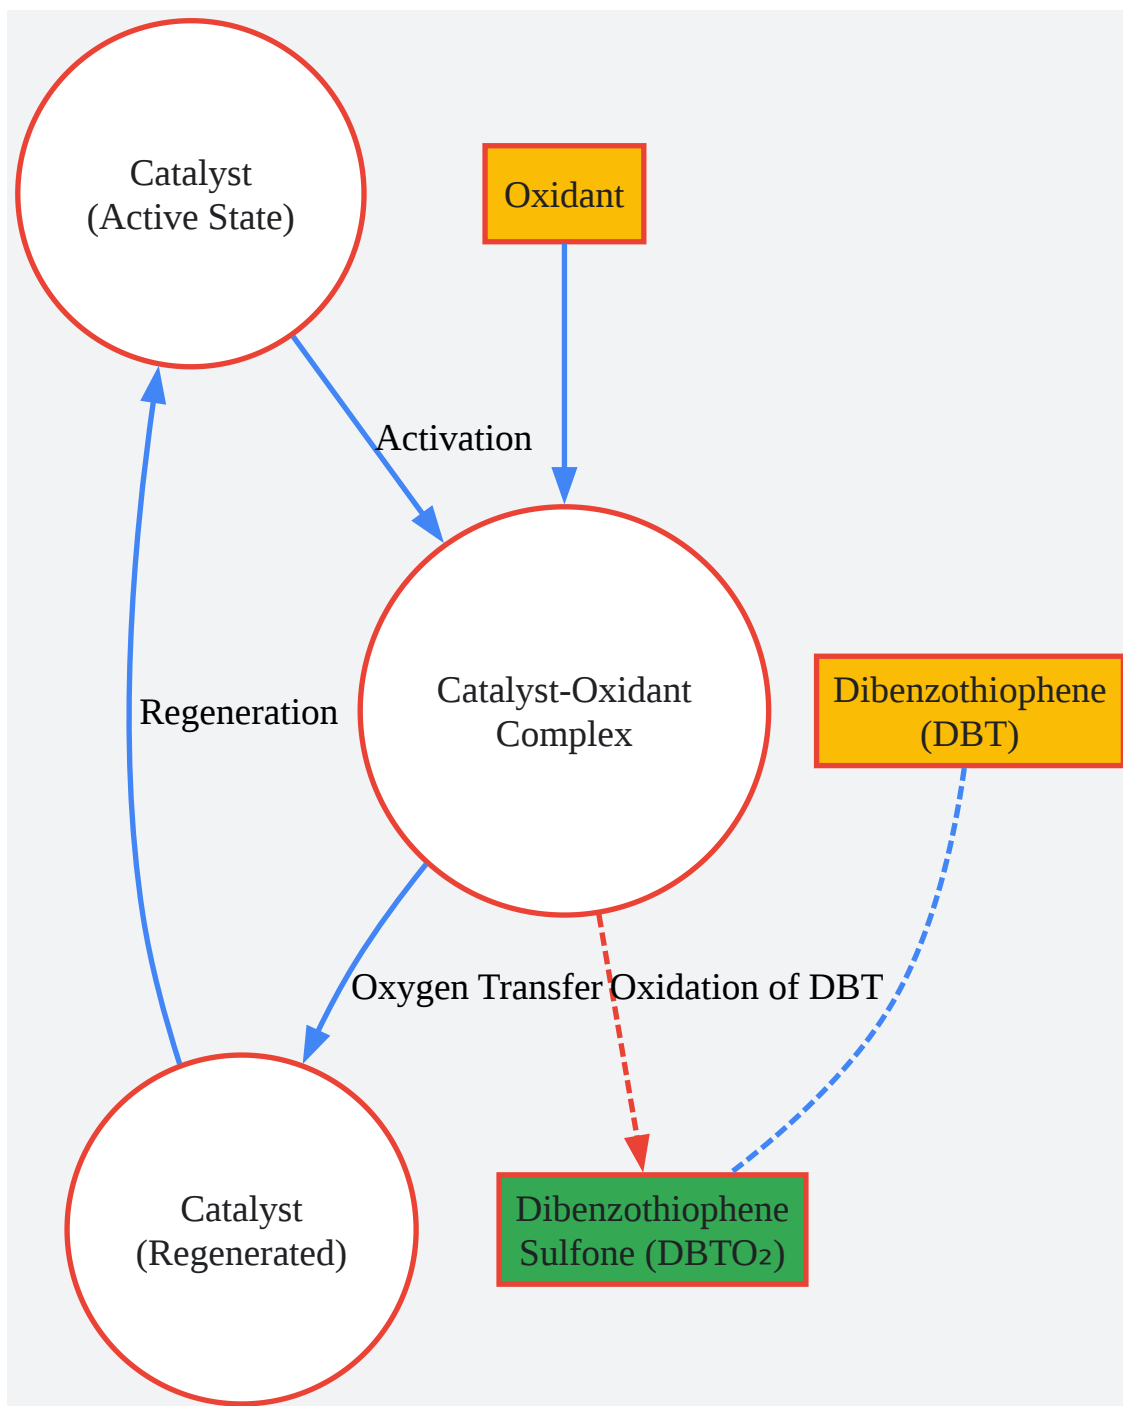 Catalyst
(Active State)
Oxidant
Activation
Catalyst-Oxidant
Complex
Dibenzothiophene
(DBT)
Regeneration
Oxygen Transfer
Oxidation of DBT
Catalyst
(Regenerated)
Dibenzothiophene
Sulfone (DBTO₂)